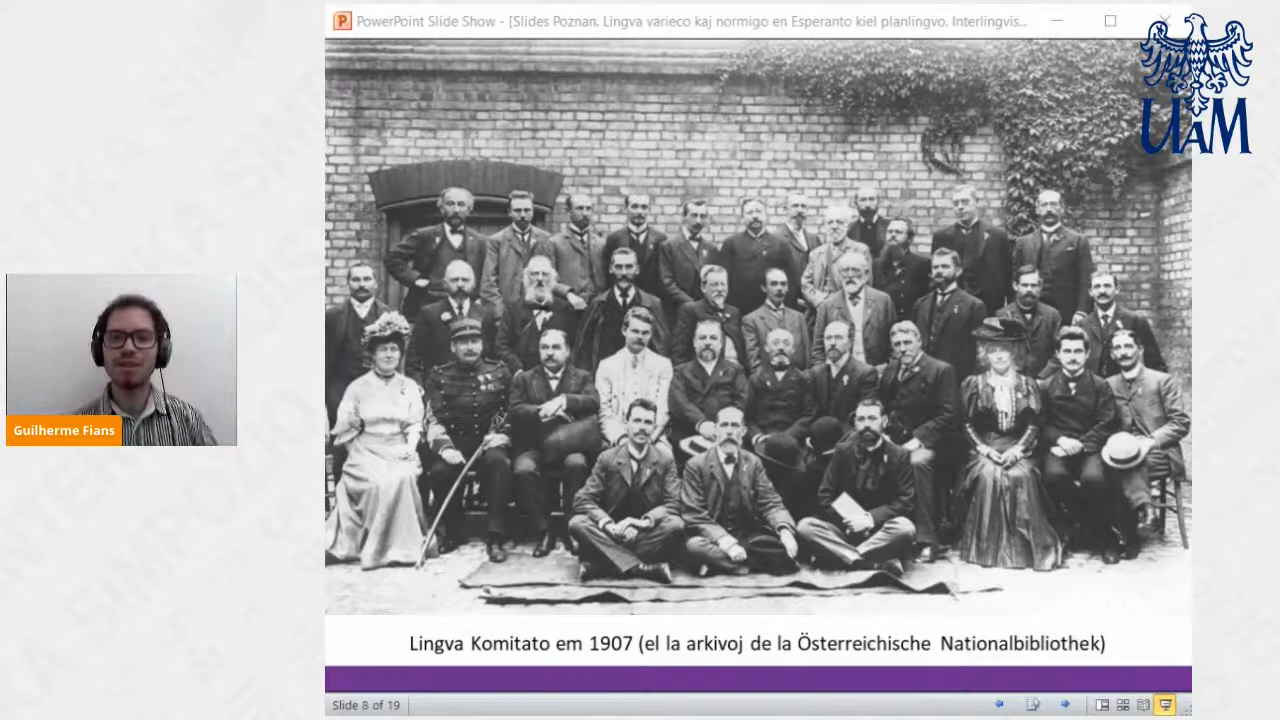 PowerPoint Slide Show - [Slides Poznan. Lingva varieco kaj normigo en Esperanto kiel planlingvo. Interlingvis...
UAM
Guilherme Fians
Lingva Komitato em 1907 (el la arkivoj de la Österreichische Nationalbibliothek)
Slide 8 of 19